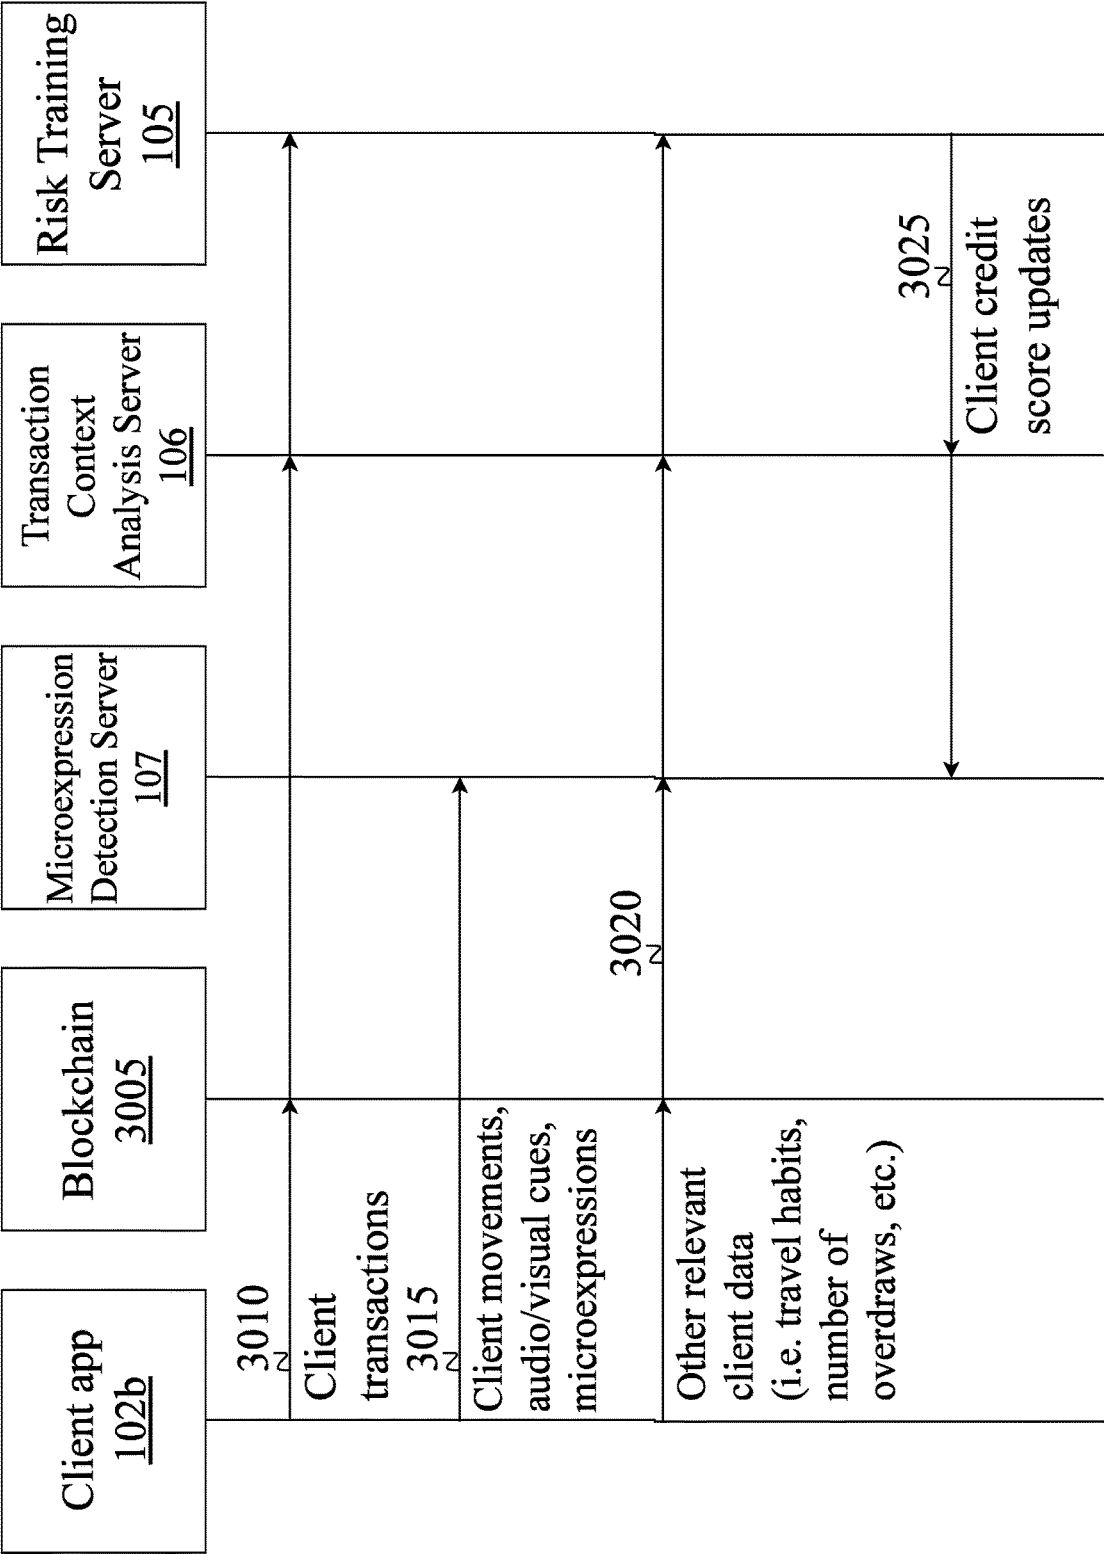 Client app
102b
Blockchain
3005
Microexpression
Detection Server
107
Transaction
Context
Analysis Server
106
Risk Training
Server
105
3010
Client
transactions
3015
Client movements,
audio/visual cues,
microexpressions
3020
Other relevant
client data
(i.e. travel habits,
number of
overdraws, etc.)
3025
Client credit
score updates